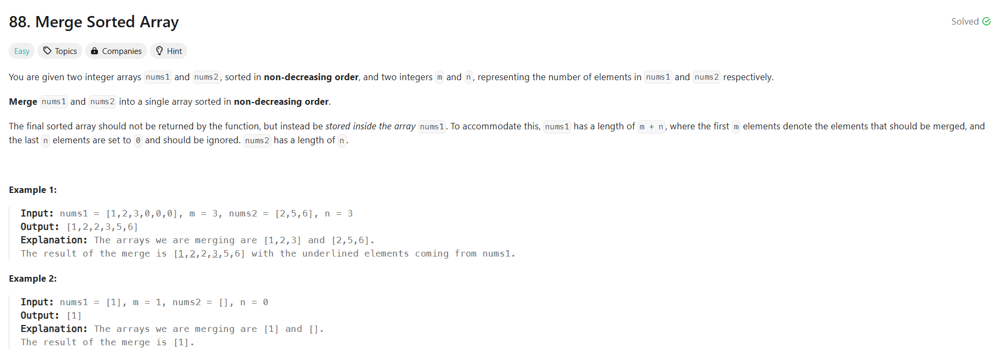 88. Merge Sorted Array
Solved
Easy Topics Companies Hint
You are given two integer arrays nums1 and nums2, sorted in non-decreasing order, and two integers m and n, representing the number of elements in nums1 and nums2 respectively.
Merge nums1 and nums2 into a single array sorted in non-decreasing order.
The final sorted array should not be returned by the function, but instead be stored inside the array nums1. To accommodate this, nums1 has a length of m + n, where the first m elements denote the elements that should be merged, and
the last n elements are set to 0 and should be ignored. nums2 has a length of n.
Example 1:
Input: nums1 = [1,2,3,0,0,0], m = 3, nums2 = [2,5,6], n = 3
Output: [1,2,2,3,5,6]
Explanation: The arrays we are merging are [1,2,3] and [2,5,6].
The result of the merge is [1,2,2,3,5,6] with the underlined elements coming from nums1.
Example 2:
Input: nums1 = [1], m = 1, nums2 = [], n = 0
Output: [1]
Explanation: The arrays we are merging are [1] and [].
The result of the merge is [1].